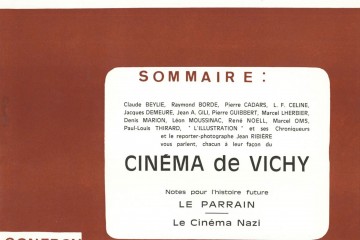 SOMMAIRE :
Claude BEYLIE, Raymond BORDE, Pierre CADARS, L. F. CELINE,
Jacques DEMEURE, Jean A. GILI, Pierre GUIBBERT, Marcel LHERBIER,
Denis MARION, Léon MOUSSINAC, René NOELL, Marcel OMS,
Paul-Louis THIRARD, "L'ILLUSTRATION" et ses Chroniqueurs
et le reporter-photographe Jean RIBIERE
vous parlent, chacun à leur façon du
CINÉMA de VICHY
Notes pour l'histoire future
LE PARRAIN
Le Cinéma Nazi